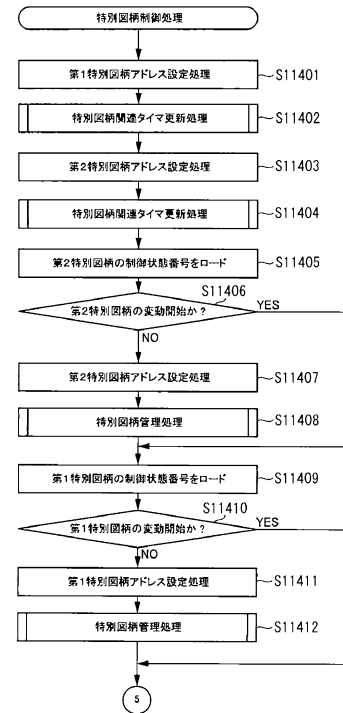 特別図柄制御処理
第1特別図柄アドレス設定処理
S11401
特別図柄関連タイマ更新処理
S11402
第2特別図柄アドレス設定処理
S11403
特別図柄関連タイマ更新処理
S11404
第2特別図柄の制御状態番号をロード
S11405
S11406
第2特別図柄の変動開始か?
YES
NO
第2特別図柄アドレス設定処理
S11407
特別図柄管理処理
S11408
第1特別図柄の制御状態番号をロード
S11409
S11410
第1特別図柄の変動開始か?
YES
NO
第1特別図柄アドレス設定処理
S11411
特別図柄管理処理
S11412
5